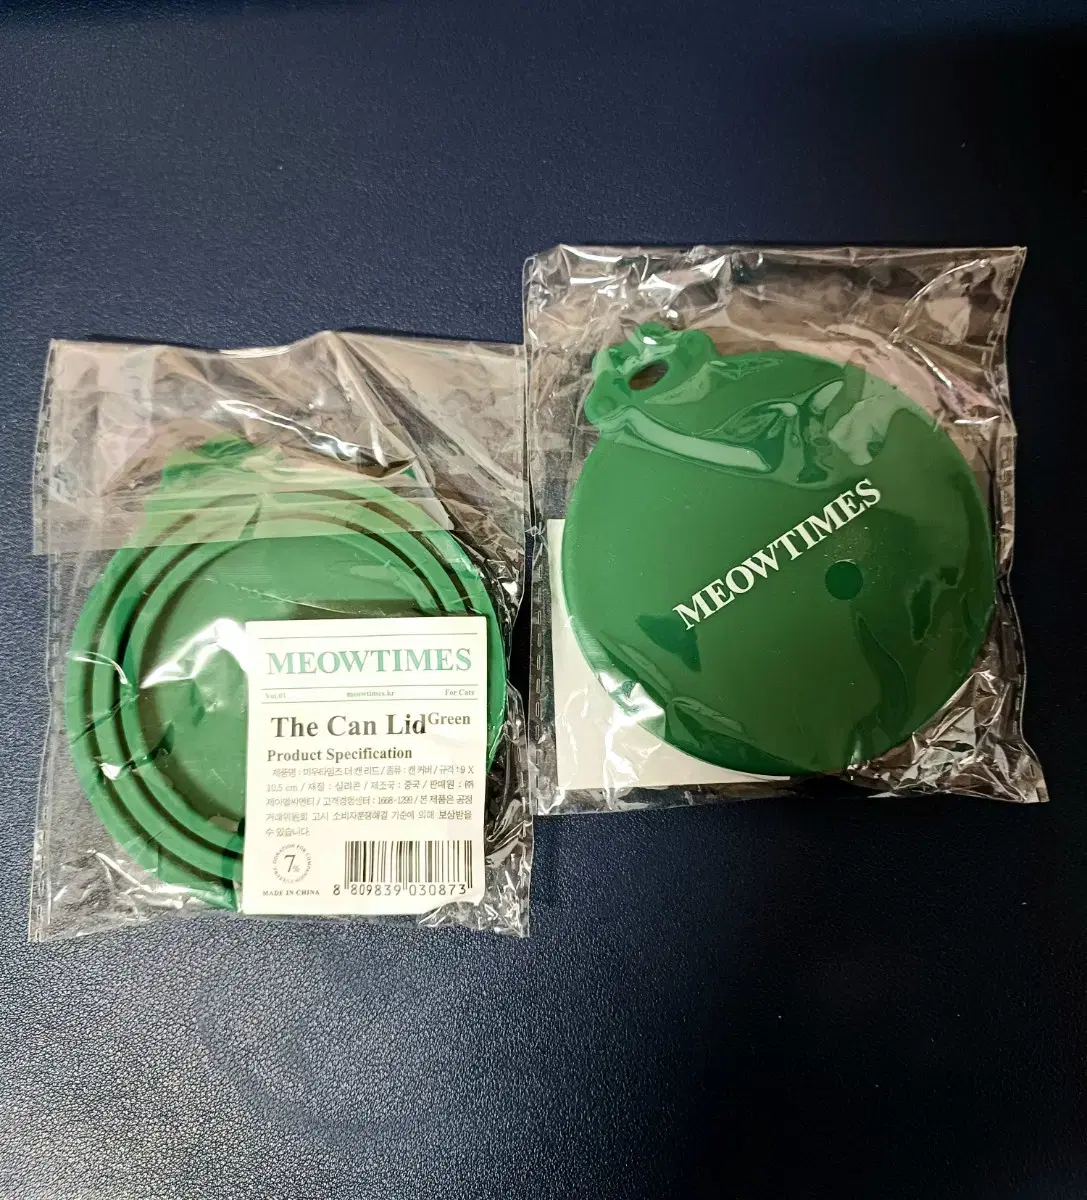 MEOWTIMES
Vol.01 meowtimes.kr For Cats
The Can Lid Green
Product Specification
제품명 : 미우타임즈 더 캔 리드 / 종류 : 캔 커버 / 규격 : 9 X
10.5 cm / 재질 : 실리콘 / 제조국 : 중국 / 판매원 : ㈜
제이엘씨엔티 / 고객경험센터 : 1668-1299 / 본 제품은 공정
거래위원회 고시 소비자분쟁해결 기준에 의해 보상받을
수 있습니다.
7%
MADE IN CHINA 8 809839 030873
MEOWTIMES